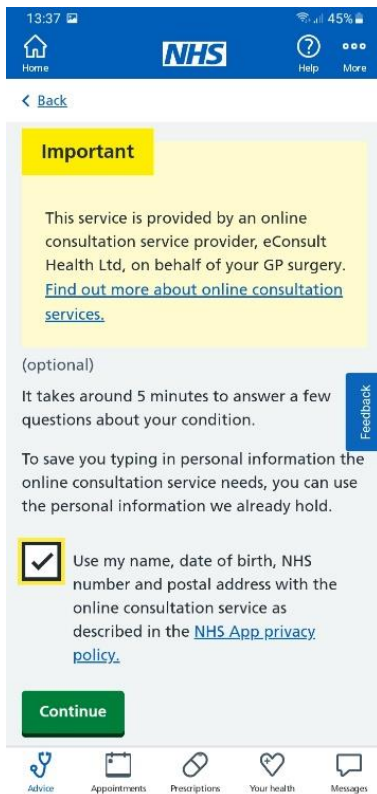 13:37 45%
Home NHS Help More
Back
Important
This service is provided by an online
consultation service provider, eConsult
Health Ltd, on behalf of your GP surgery.
Find out more about online consultation
services.
(optional)
It takes around 5 minutes to answer a few
questions about your condition.
Feedback
To save you typing in personal information the
online consultation service needs, you can use
the personal information we already hold.
Use my name, date of birth, NHS
number and postal address with the
online consultation service as
described in the NHS App privacy
policy.
Continue
Advice Appointments Prescriptions Your health Messages